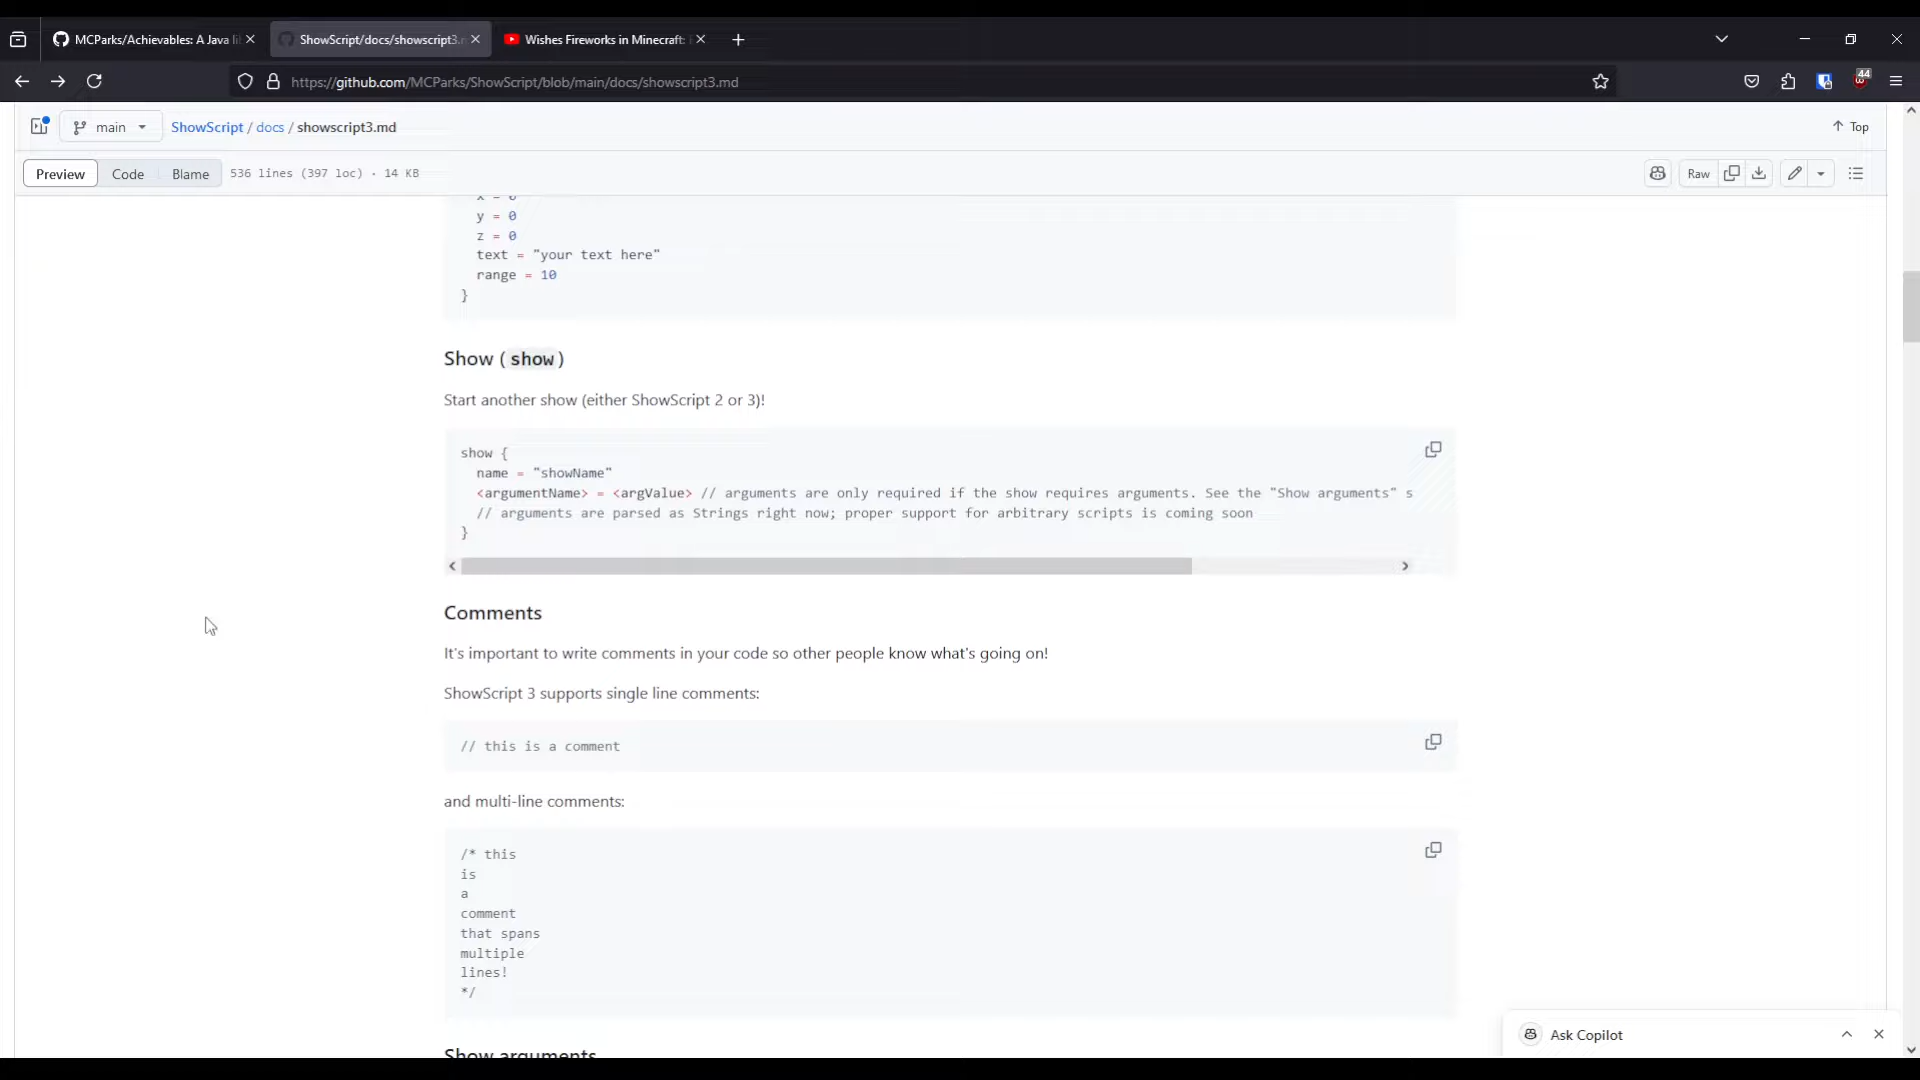 MCParks/Achievables: A Java li
ShowScript/docs/showscript3.
Wishes Fireworks in Minecraft:
https://github.com/MCParks/ShowScript/blob/main/docs/showscript3.md
44
main
ShowScript / docs / showscript3.md
Top
Preview
Code
Blame
536 lines (397 loc) · 14 KB
Raw
x = 0
y = 0
z = 0
text = "your text here"
range = 10
}
Show ( show )
Start another show (either ShowScript 2 or 3)!
show {
name = "showName"
<argumentName> = <argValue> // arguments are only required if the show requires arguments. See the "Show arguments" s
// arguments are parsed as Strings right now; proper support for arbitrary scripts is coming soon
}
Comments
It's important to write comments in your code so other people know what's going on!
ShowScript 3 supports single line comments:
// this is a comment
and multi-line comments:
/* this
is
a
comment
that spans
multiple
lines!
*/
Show arguments
Ask Copilot